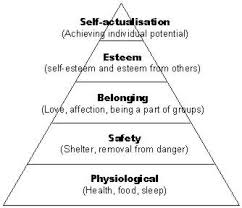 Self-actualisation
(Achieving individual potential)
Esteem
(self-esteem and esteem from others)
Belonging
(Love, affection, being a part of groups)
Safety
(Shelter, removal from danger)
Physiological
(Health, food, sleep)